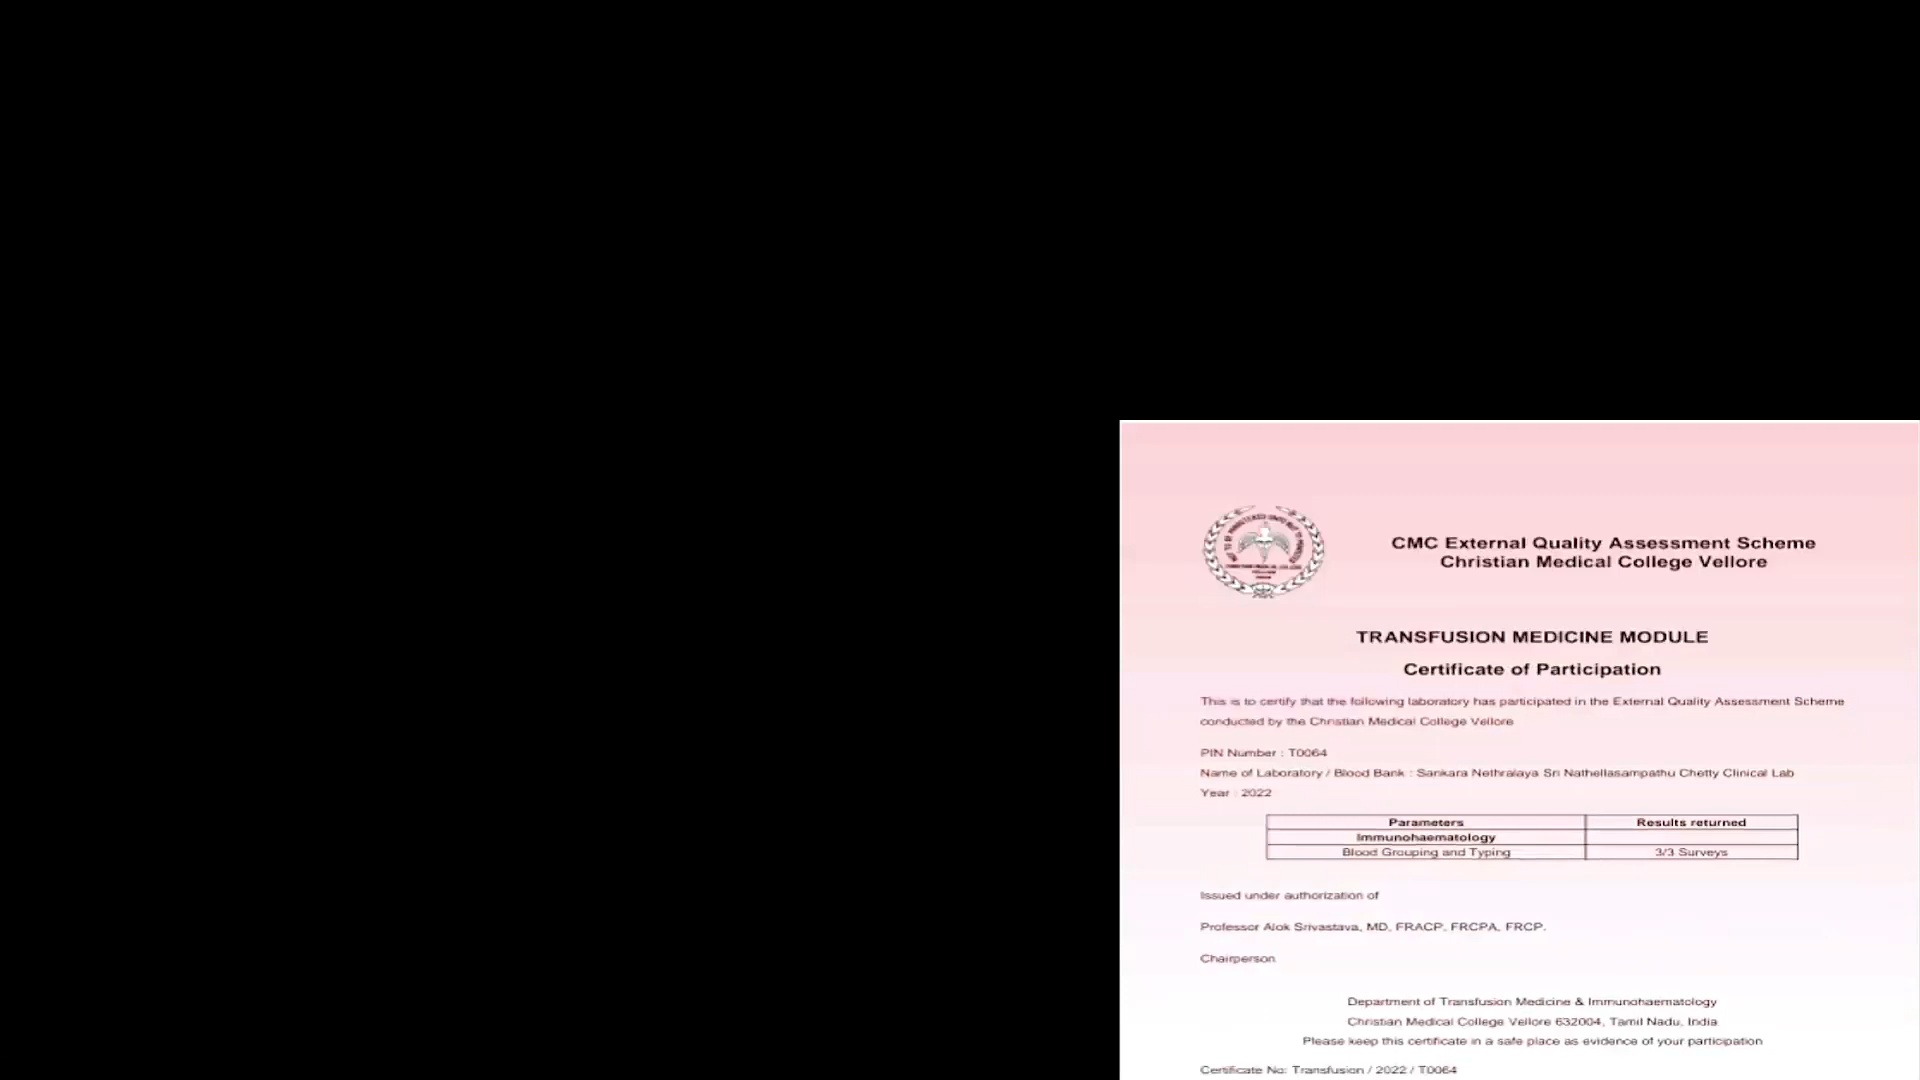 CMC External Quality Assessment Scheme
Christian Medical College Vellore
TRANSFUSION MEDICINE MODULE
Certificate of Participation
This is to certify that the following laboratory has participated in the External Quality Assessment Scheme
conducted by the Christian Medical College Vellore
PIN Number : T0064
Name of Laboratory / Blood Bank : Sankara Nethralaya Sri Nathellasampathu Chetty Clinical Lab
Year : 2022
Parameters Results returned
Immunohaematology
Blood Grouping and Typing 3/3 Surveys
Issued under authorization of
Professor Alok Srivastava, MD, FRACP, FRCPA, FRCP.
Chairperson
Department of Transfusion Medicine & Immunohaematology
Christian Medical College Vellore 632004, Tamil Nadu, India
Please keep this certificate in a safe place as evidence of your participation
Certificate No: Transfusion / 2022 / T0064